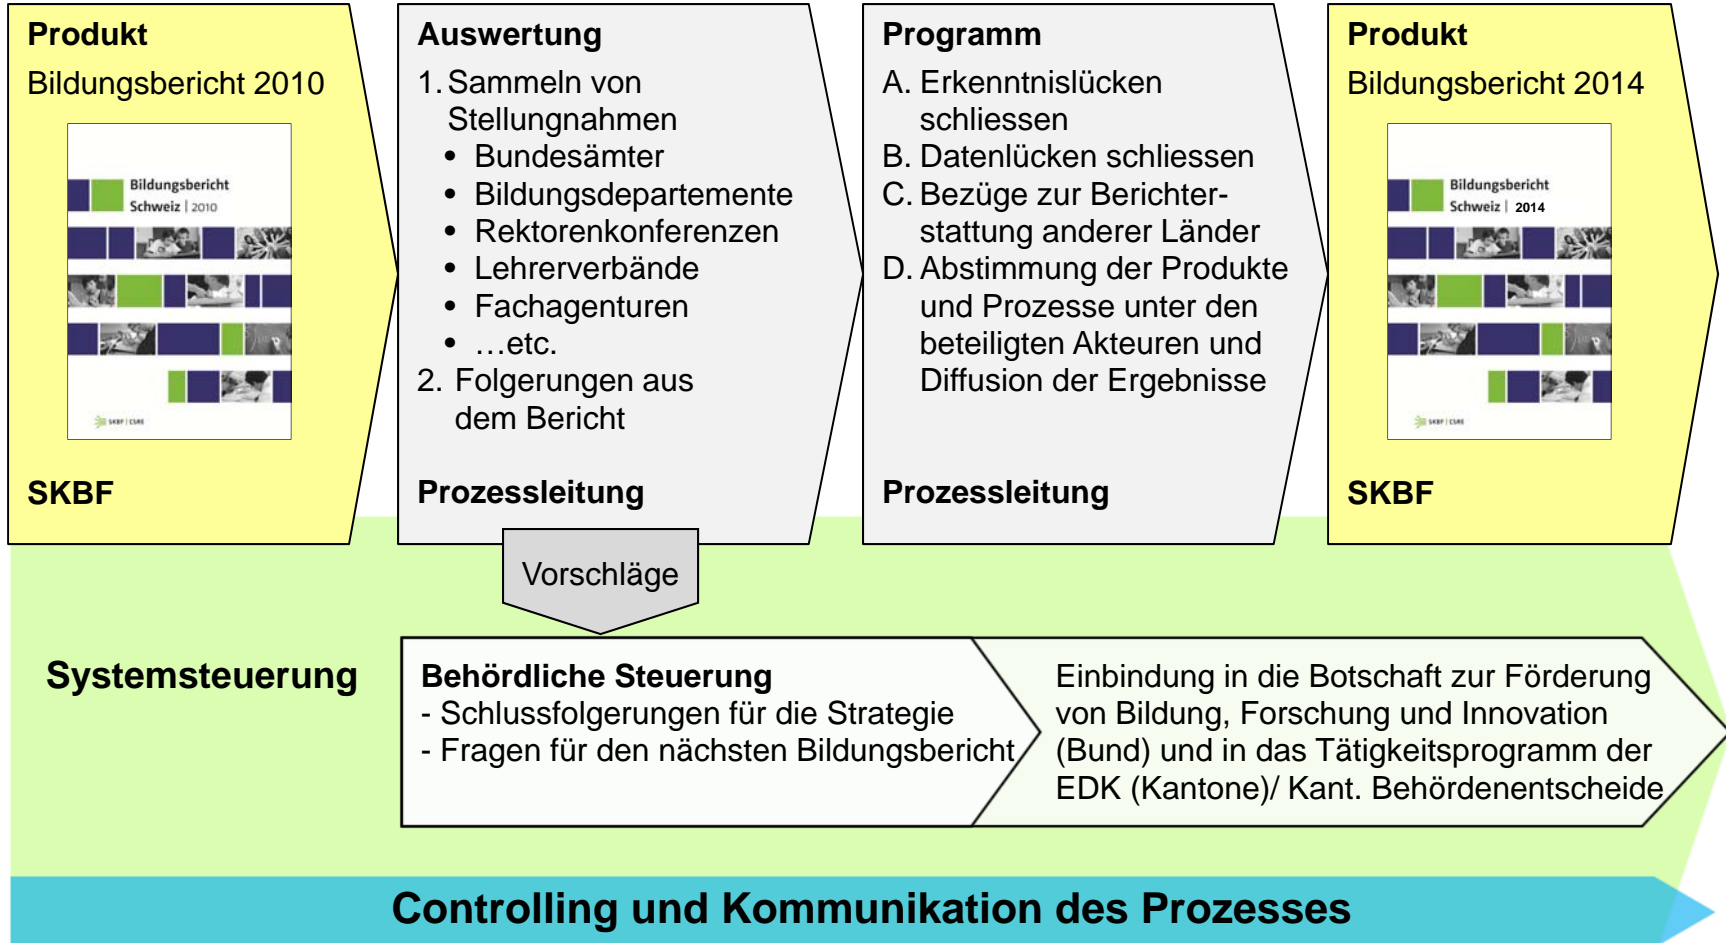 Produkt
Bildungsbericht 2010
Bildungsbericht
Schweiz | 2010
SKBF | CSRE
SKBF
Auswertung
1. Sammeln von
Stellungnahmen
• Bundesämter
• Bildungsdepartemente
• Rektorenkonferenzen
• Lehrerverbände
• Fachagenturen
• …etc.
2. Folgerungen aus
dem Bericht
Prozessleitung
Programm
A. Erkenntnislücken
schliessen
B. Datenlücken schliessen
C. Bezüge zur Berichter-
stattung anderer Länder
D. Abstimmung der Produkte
und Prozesse unter den
beteiligten Akteuren und
Diffusion der Ergebnisse
Prozessleitung
Produkt
Bildungsbericht 2014
Bildungsbericht
Schweiz | 2014
SKBF | CSRE
SKBF
Vorschläge
Systemsteuerung
Behördliche Steuerung
- Schlussfolgerungen für die Strategie
- Fragen für den nächsten Bildungsbericht
Einbindung in die Botschaft zur Förderung
von Bildung, Forschung und Innovation
(Bund) und in das Tätigkeitsprogramm der
EDK (Kantone)/ Kant. Behördenentscheide
Controlling und Kommunikation des Prozesses